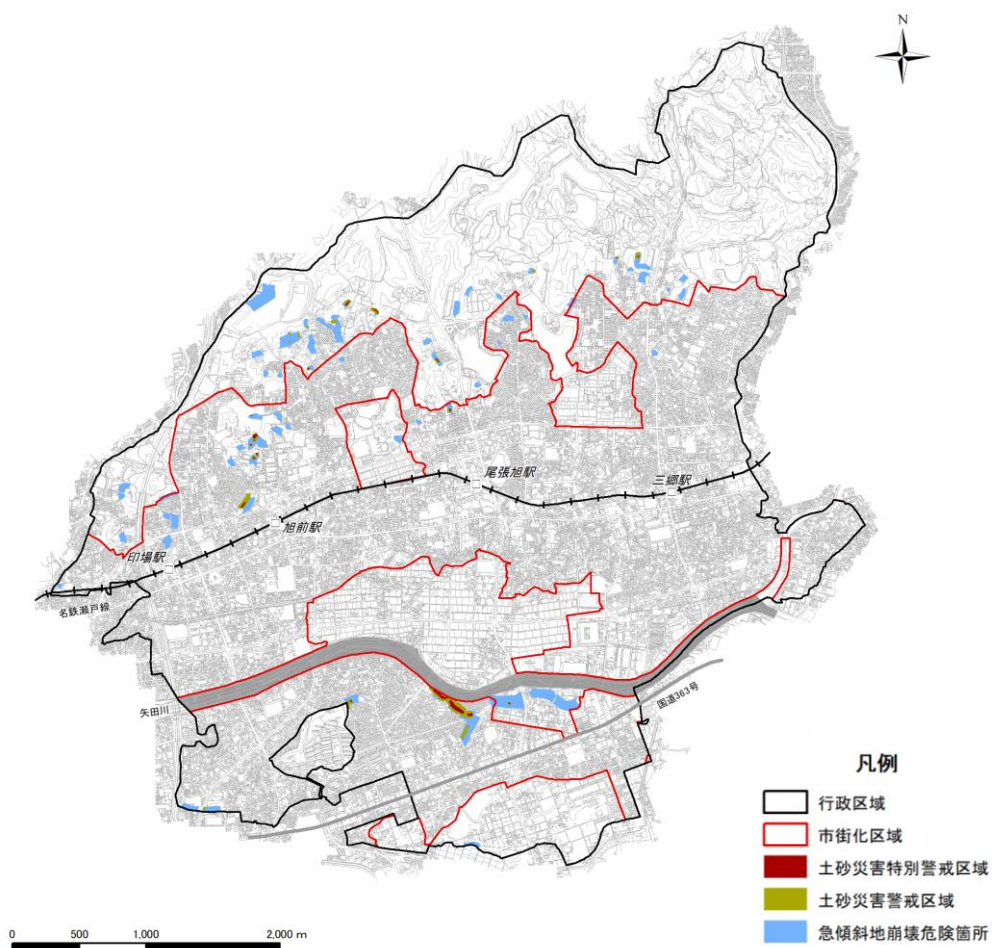 N
尾張旭駅
三郷駅
旭前駅
印場駅
名鉄瀬戸線
矢田川
国道363号
凡例
行政区域
市街化区域
土砂災害特別警戒区域
土砂災害警戒区域
急傾斜地崩壊危険箇所
0 500 1,000 2,000 m